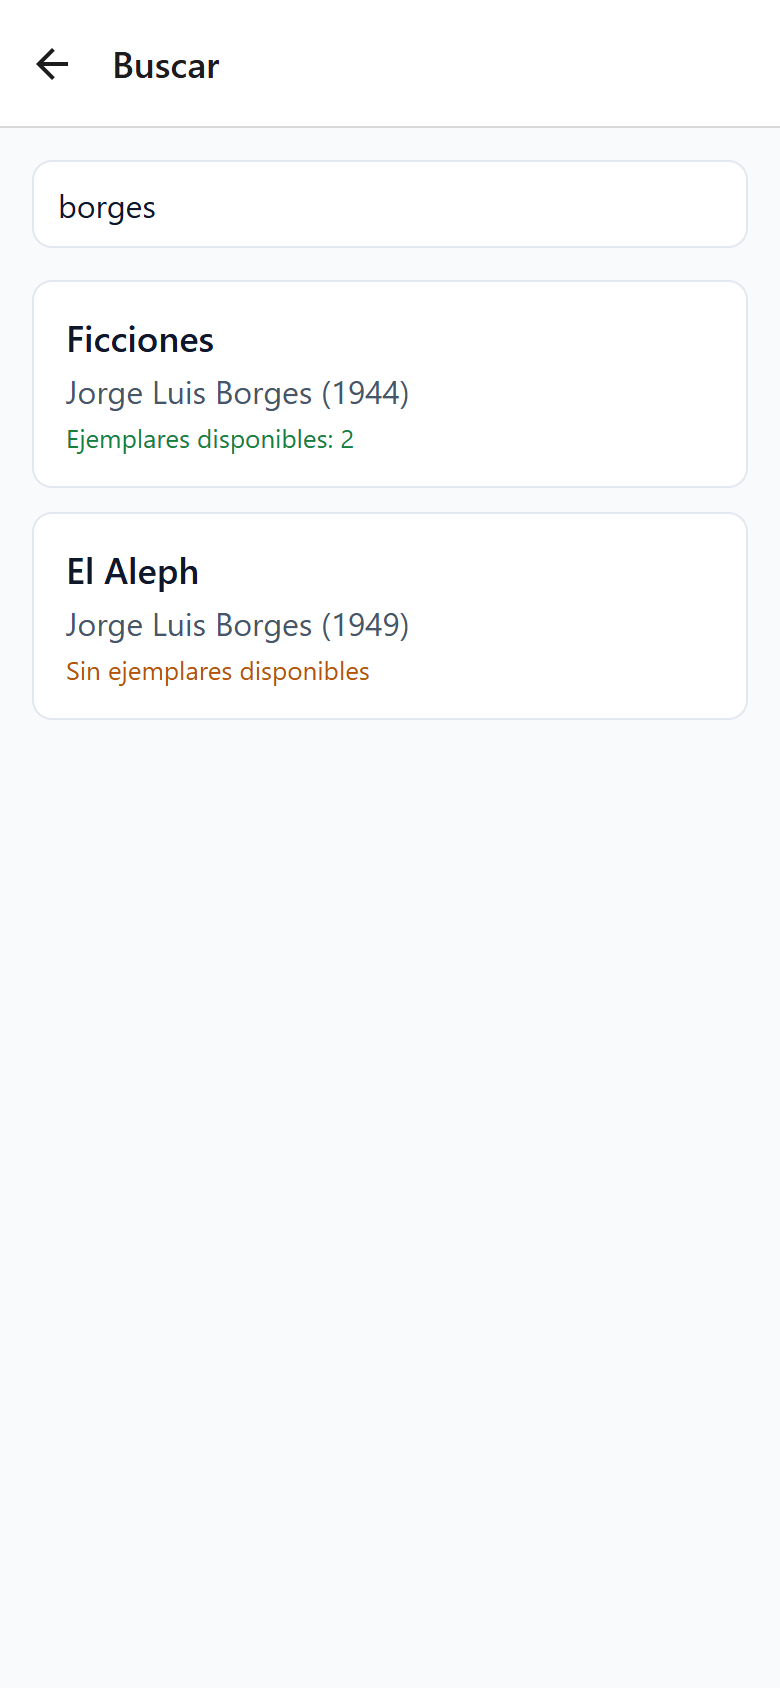 Buscar
borges
Ficciones
Jorge Luis Borges (1944)
Ejemplares disponibles: 2
El Aleph
Jorge Luis Borges (1949)
Sin ejemplares disponibles